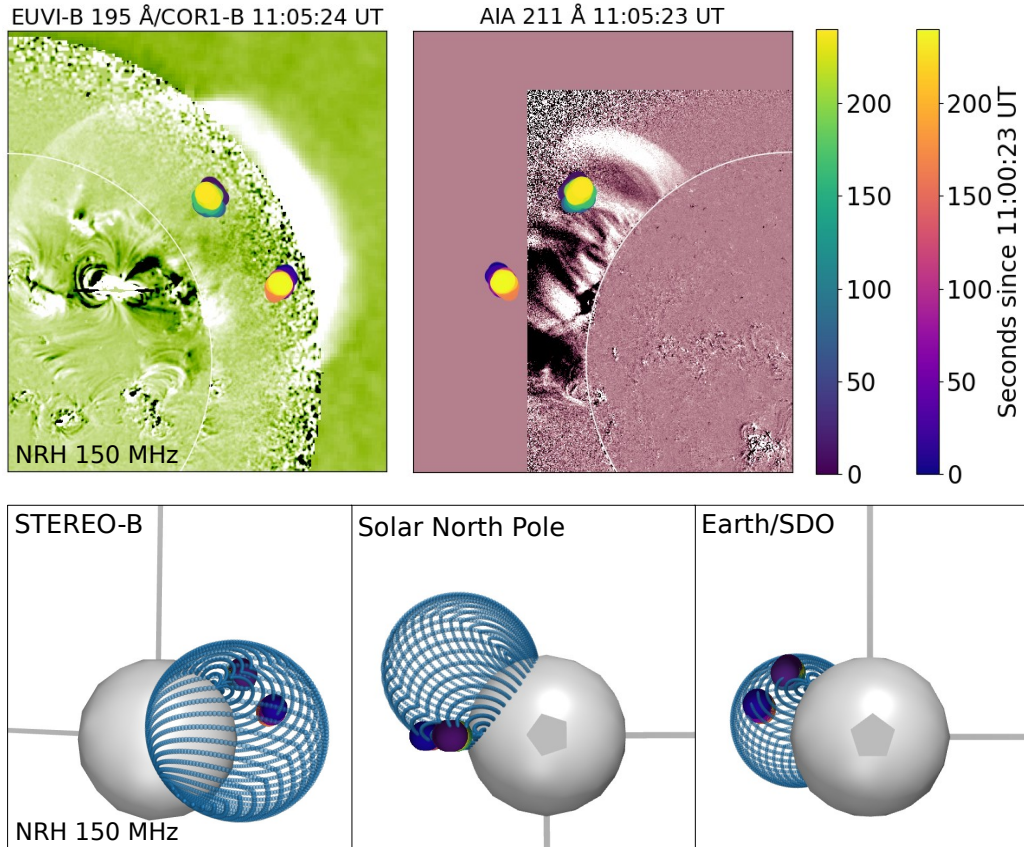 EUVI-B 195 Å/COR1-B 11:05:24 UT
AIA 211 Å 11:05:23 UT
NRH 150 MHz
200
150
100
50
0
200
150
100
50
0
Seconds since 11:00:23 UT
STEREO-B
Solar North Pole
Earth/SDO
NRH 150 MHz